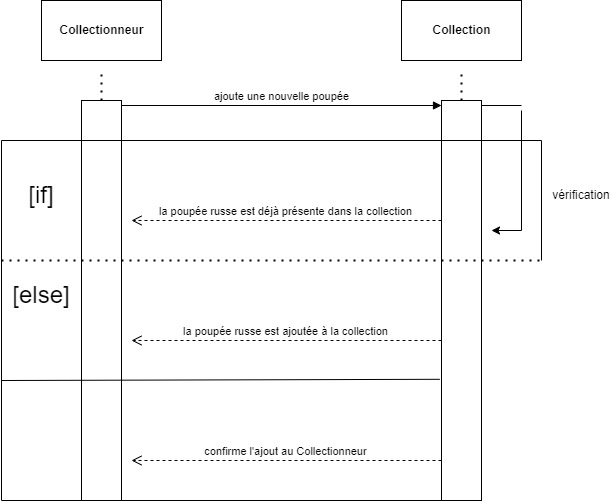 Collectionneur
Collection
ajoute une nouvelle poupée
[if]
vérification
la poupée russe est déjà présente dans la collection
[else]
la poupée russe est ajoutée à la collection
confirme l'ajout au Collectionneur